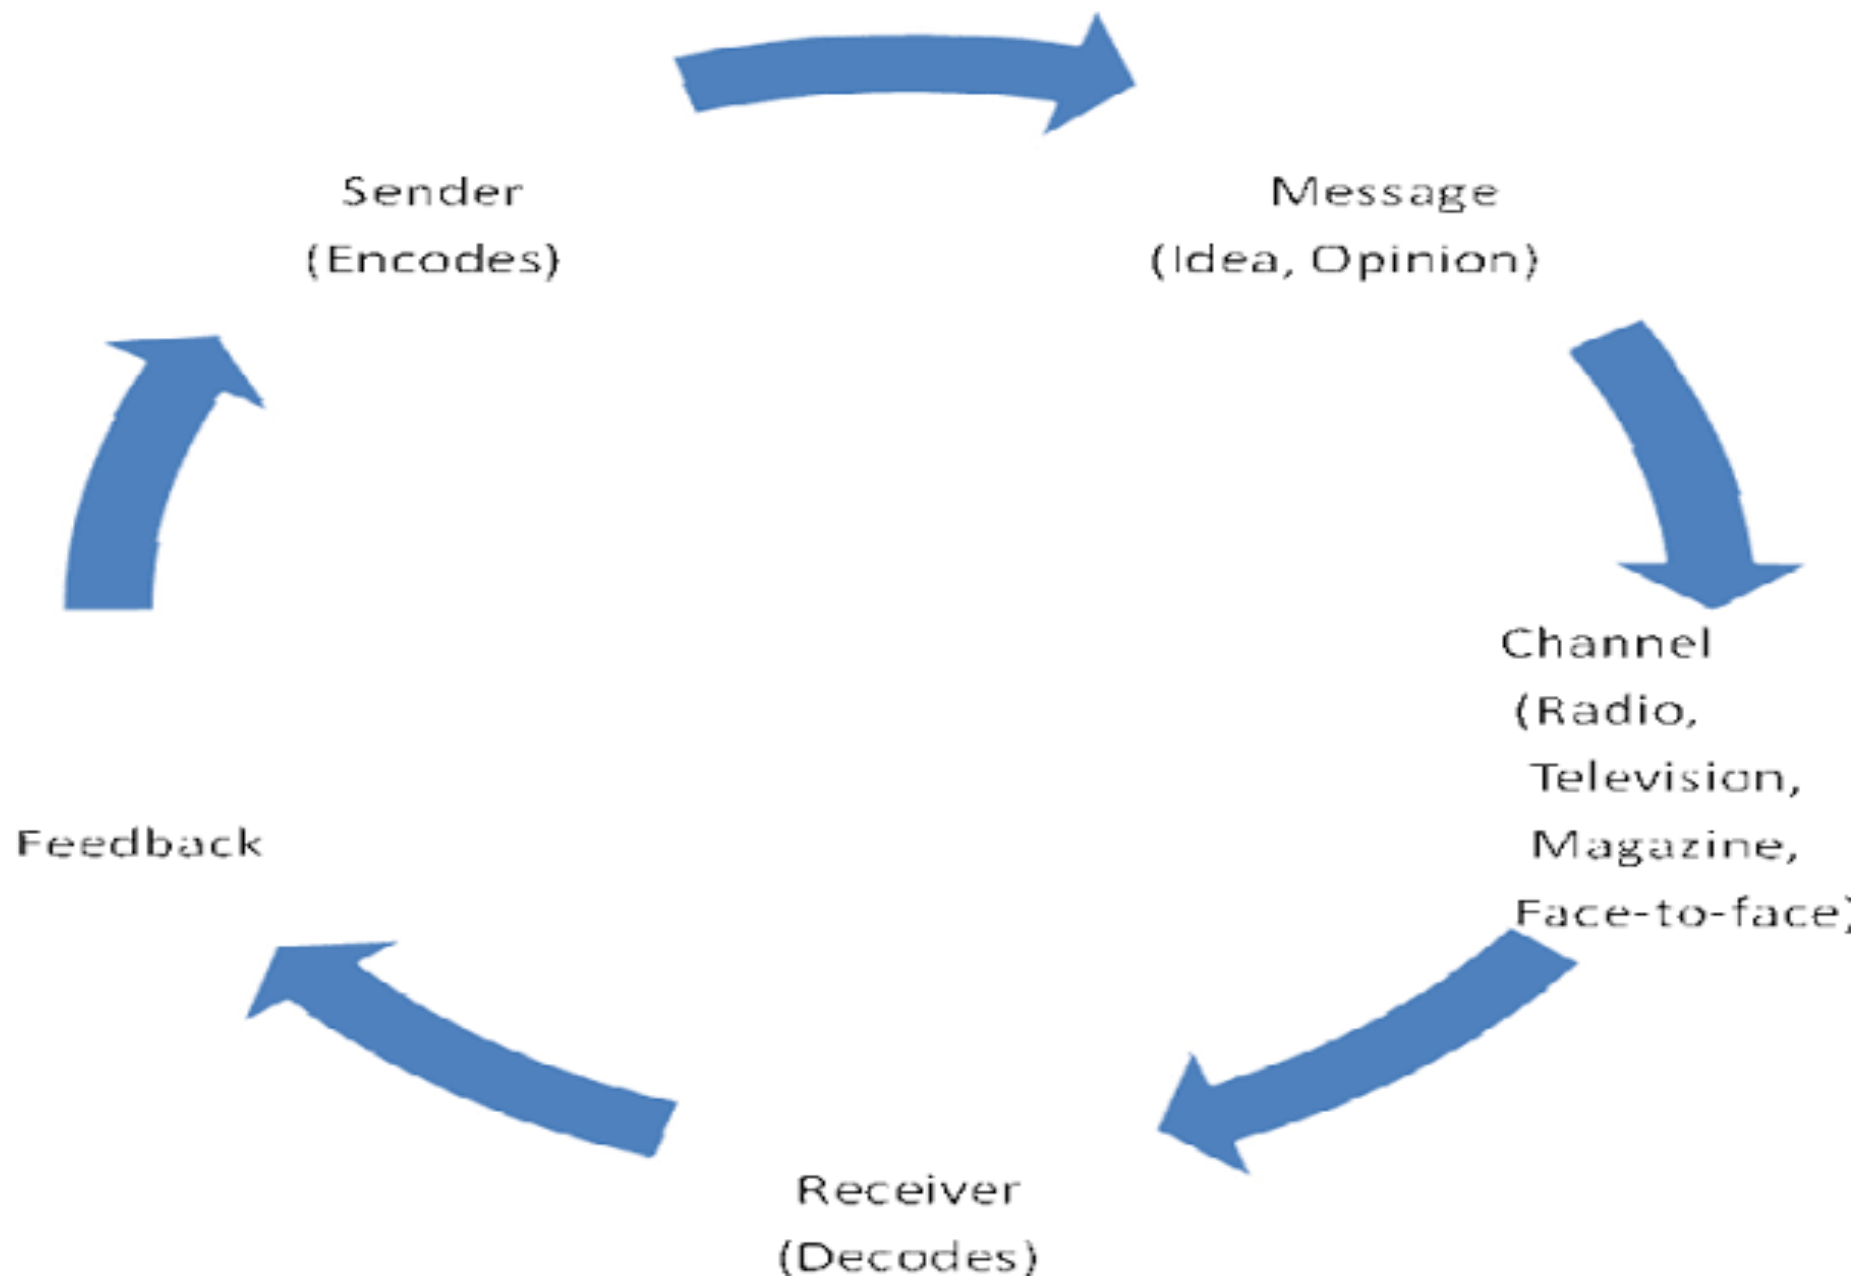 Sender
(Encodes)
Message
(Idea, Opinion)
Channel
(Radio,
Television,
Magazine,
Face-to-face)
Receiver
(Decodes)
Feedback